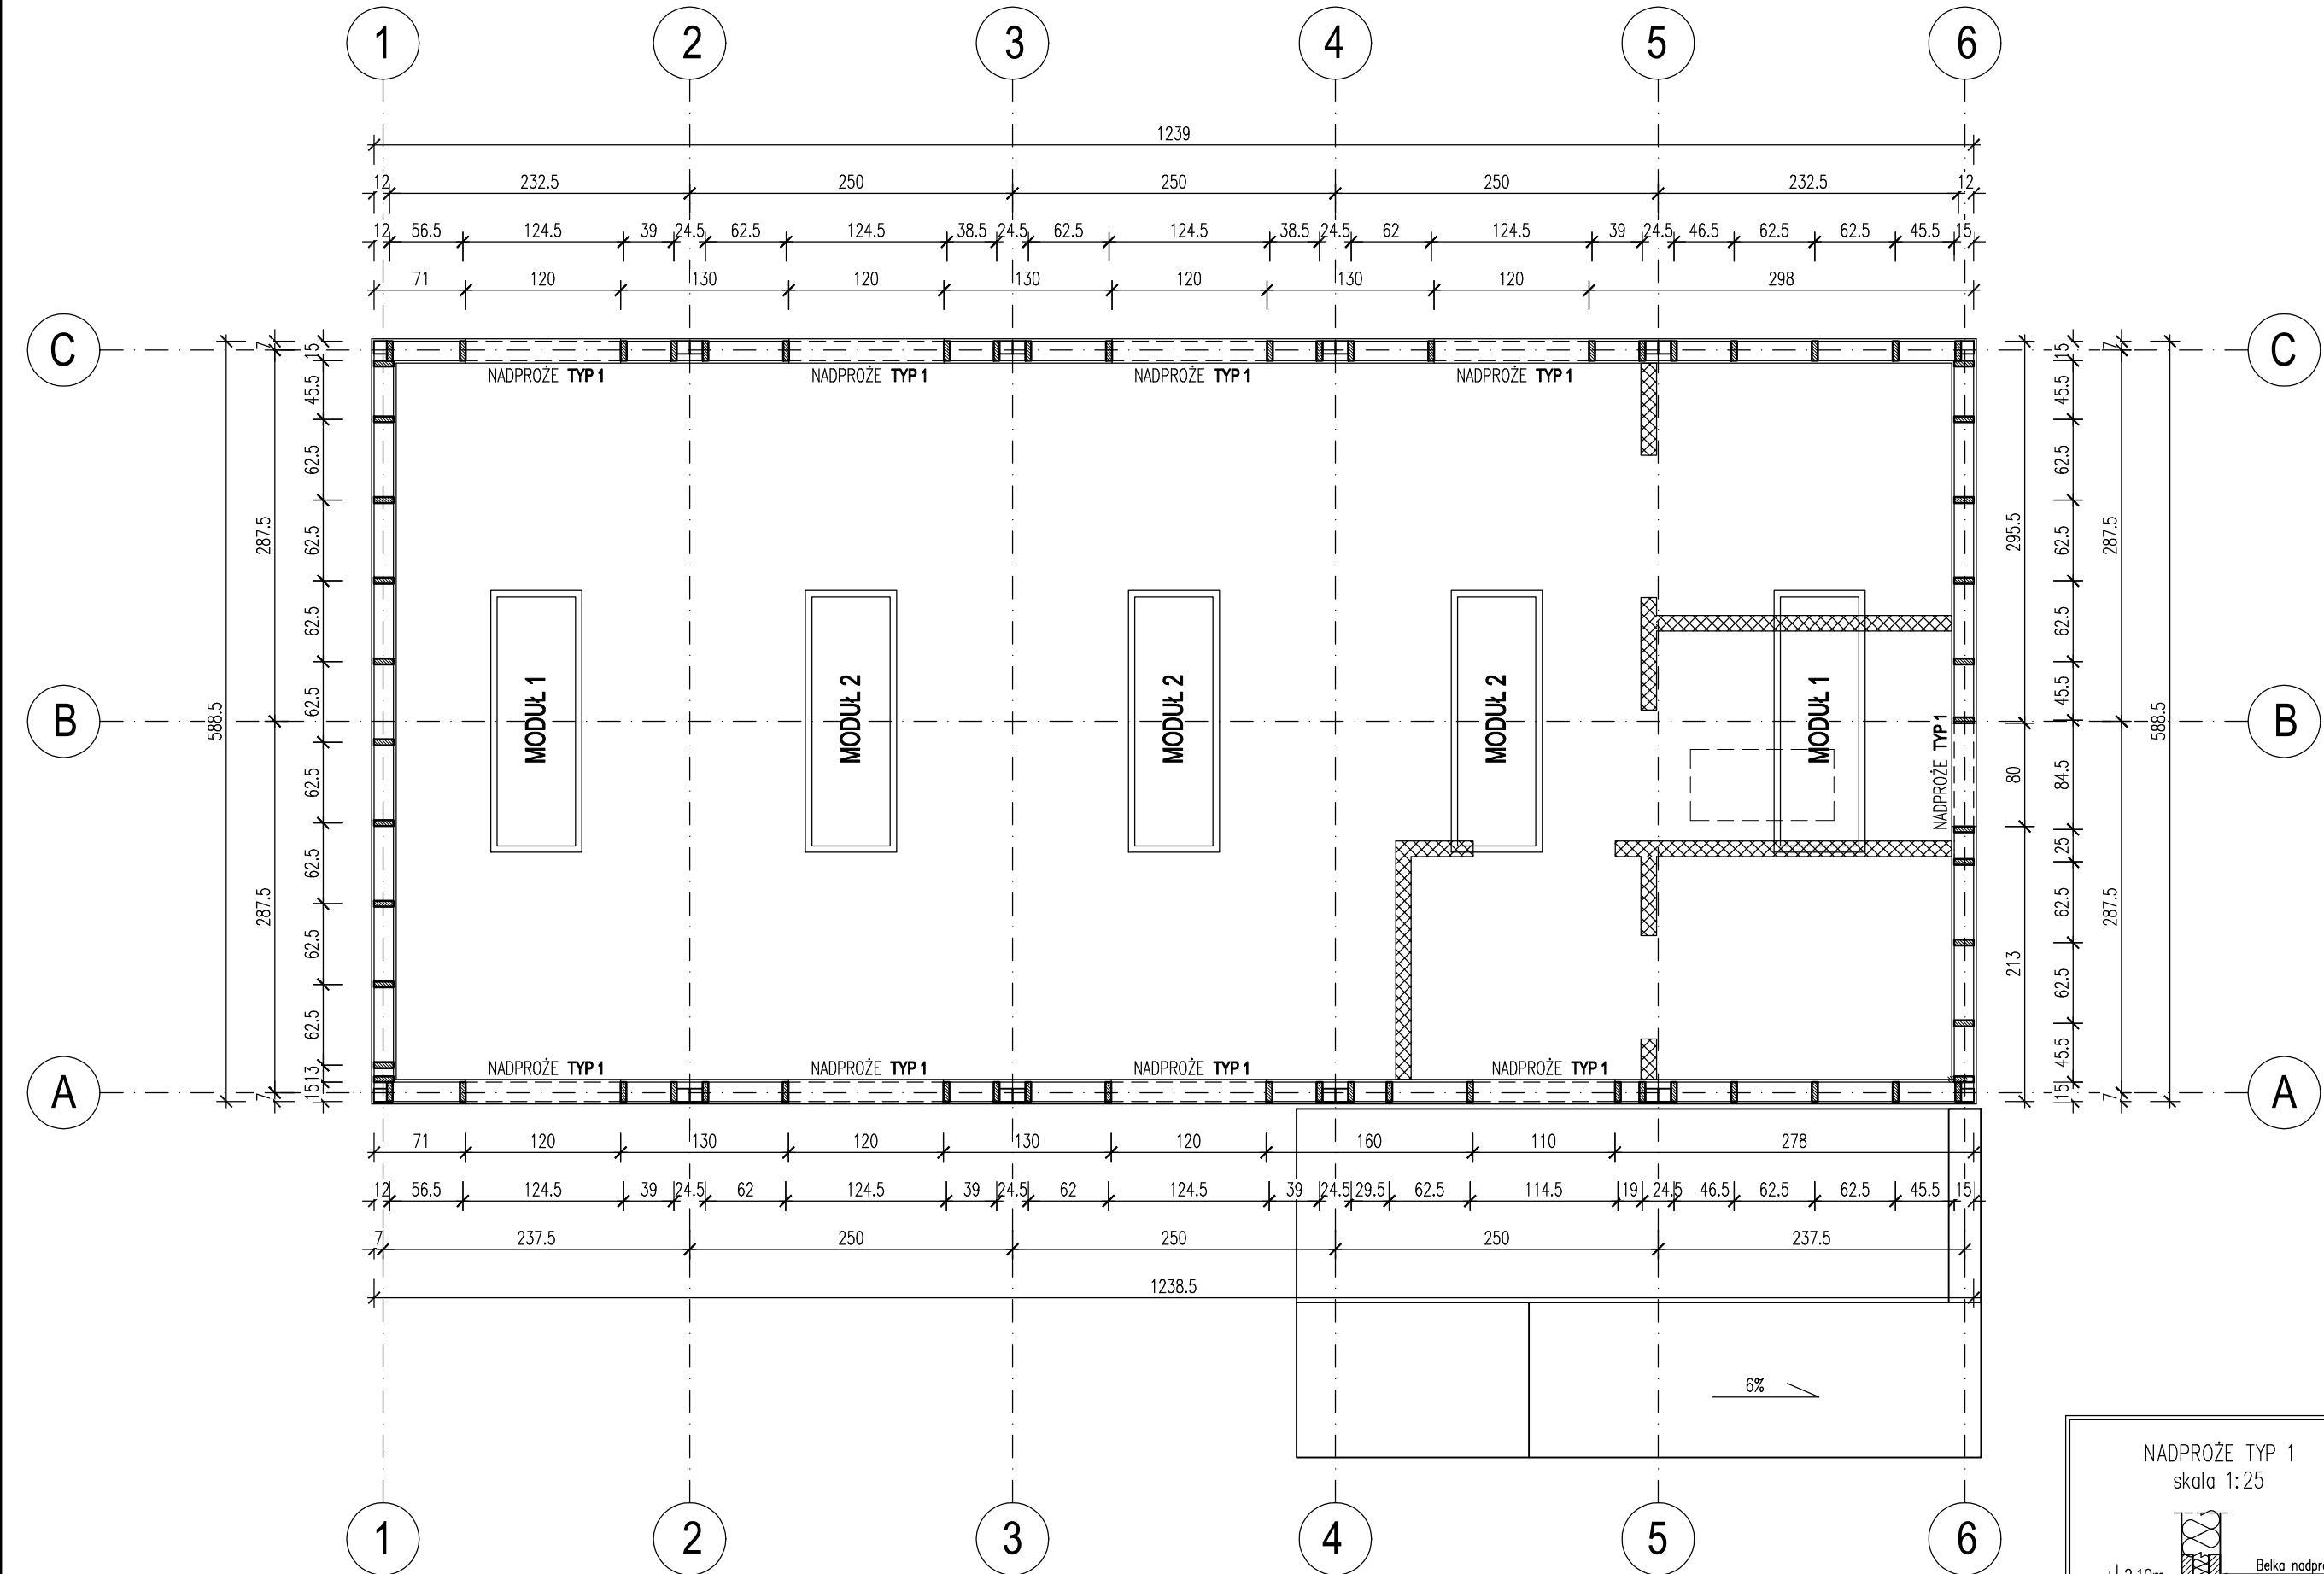 1 2 3 4 5 6
1239
12 232.5 250 250 250 232.5 12
12 56.5 124.5 39 24.5 62.5 124.5 38.5 24.5 62.5 124.5 38.5 24.5 62 124.5 39 24.5 46.5 62.5 62.5 45.5 15
71 120 130 120 130 120 130 120 298
C C
NADPROŻE TYP 1 NADPROŻE TYP 1 NADPROŻE TYP 1 NADPROŻE TYP 1
588.5
7 287.5 287.5 7
15 45.5 62.5 62.5 62.5 62.5 62.5 62.5 62.5 62.5 13 15
B B
MODUŁ 1
MODUŁ 2
MODUŁ 2
MODUŁ 2
MODUŁ 1
NADPROŻE TYP 1
295.5 80 213
15 45.5 62.5 62.5 62.5 45.5 84.5 25 62.5 62.5 45.5 15
7 287.5 287.5 7
588.5
NADPROŻE TYP 1 NADPROŻE TYP 1 NADPROŻE TYP 1 NADPROŻE TYP 1
A A
71 120 130 120 130 120 160 110 278
12 56.5 124.5 39 24.5 62 124.5 39 24.5 62 124.5 39 24.5 29.5 62.5 114.5 19 24.5 46.5 62.5 62.5 45.5 15
7 237.5 250 250 250 237.5
1238.5
6%
1 2 3 4 5 6
NADPROŻE TYP 1
skala 1:25
Belka